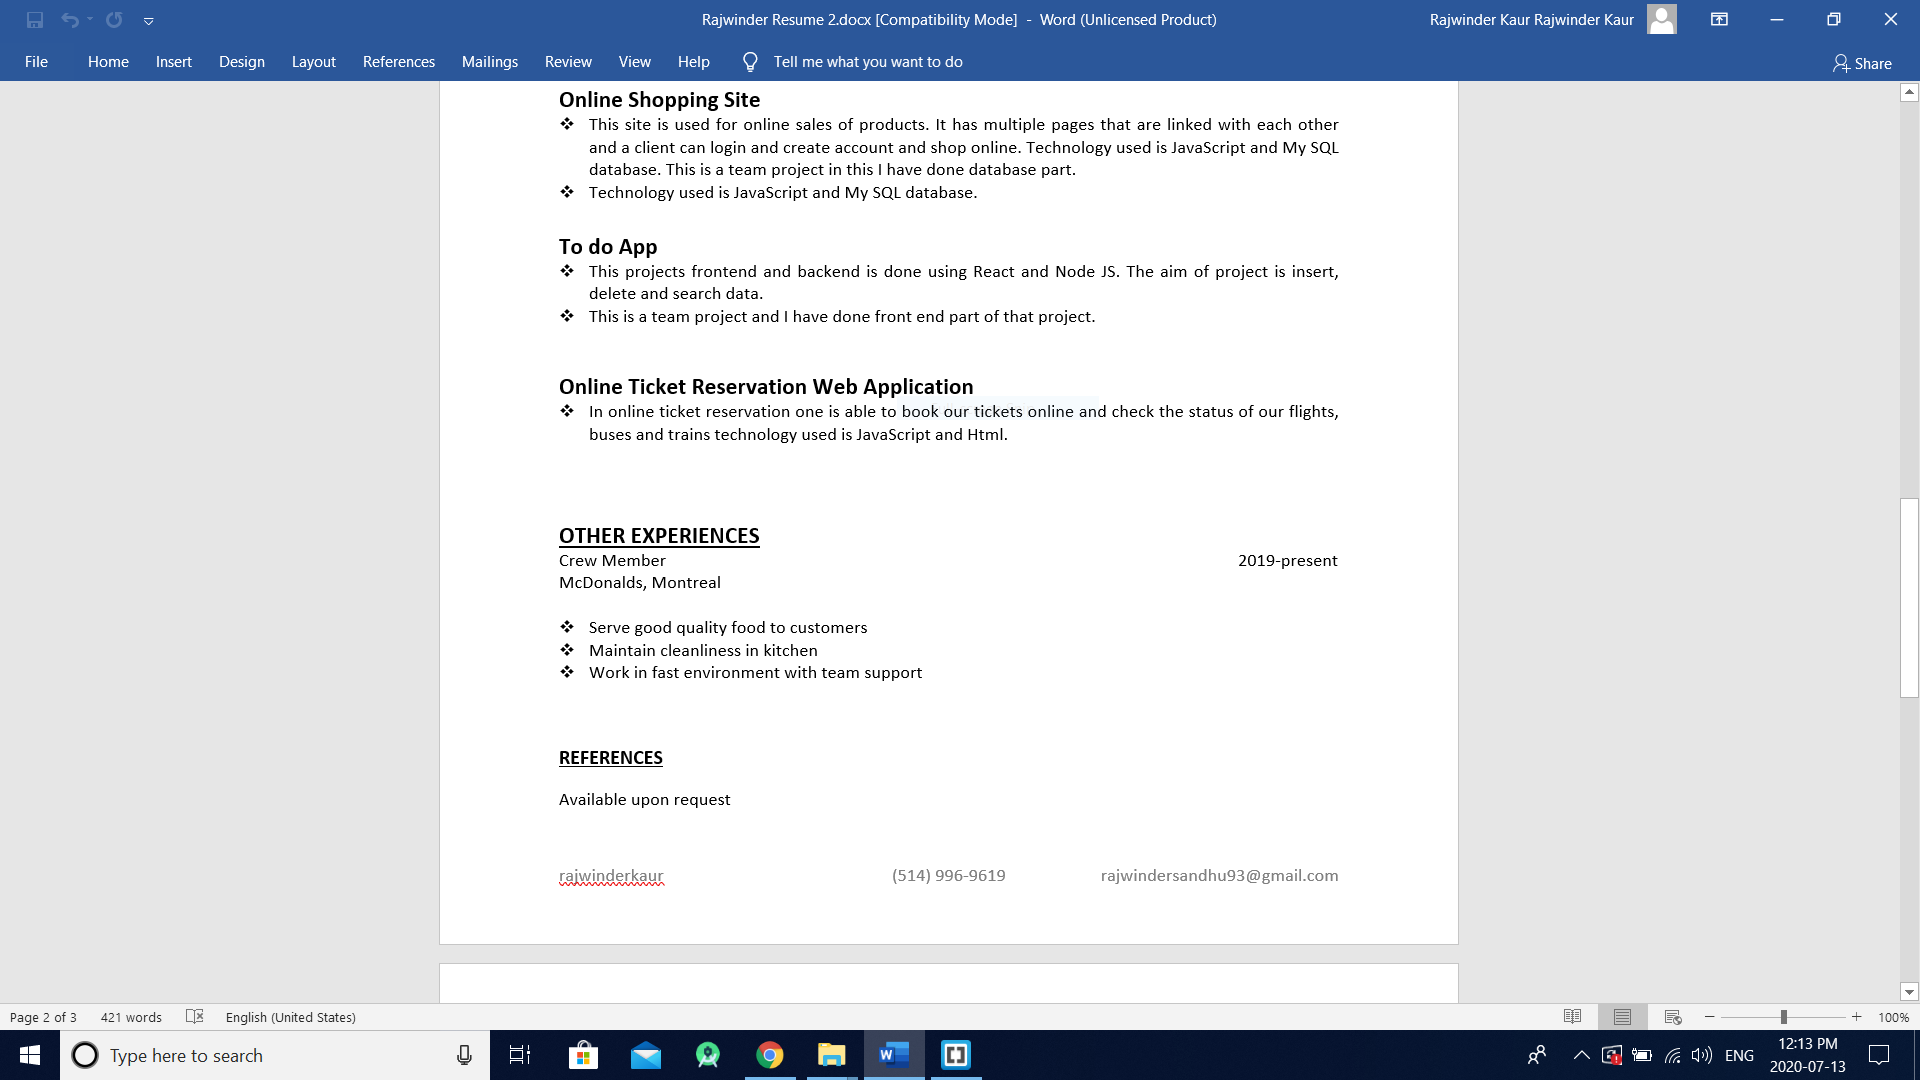 Rajwinder Resume 2.docx [Compatibility Mode] - Word (Unlicensed Product)
Rajwinder Kaur Rajwinder Kaur
File Home Insert Design Layout References Mailings Review View Help Tell me what you want to do
Share
Online Shopping Site
❖ This site is used for online sales of products. It has multiple pages that are linked with each other
and a client can login and create account and shop online. Technology used is JavaScript and My SQL
database. This is a team project in this I have done database part.
❖ Technology used is JavaScript and My SQL database.
To do App
❖ This projects frontend and backend is done using React and Node JS. The aim of project is insert,
delete and search data.
❖ This is a team project and I have done front end part of that project.
Online Ticket Reservation Web Application
❖ In online ticket reservation one is able to book our tickets online and check the status of our flights,
buses and trains technology used is JavaScript and Html.
OTHER EXPERIENCES
Crew Member 2019-present
McDonalds, Montreal
❖ Serve good quality food to customers
❖ Maintain cleanliness in kitchen
❖ Work in fast environment with team support
REFERENCES
Available upon request
rajwinderkaur (514) 996-9619 rajwindersandhu93@gmail.com
Page 2 of 3 421 words English (United States) 100%
Type here to search
ENG
12:13 PM
2020-07-13